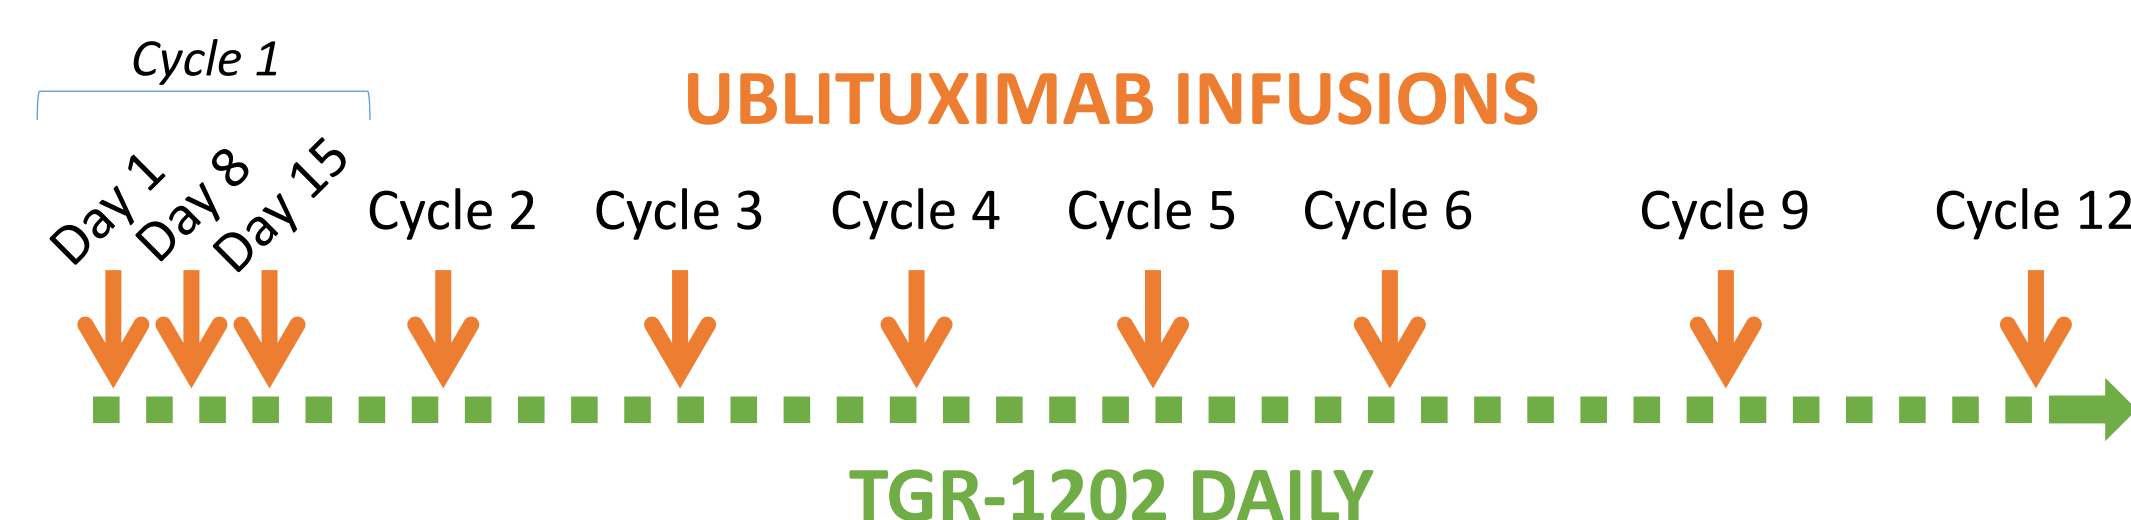 Cycle 1
UBLITUXIMAB INFUSIONS
Day 1
Day 8
Day 15
Cycle 2
Cycle 3
Cycle 4
Cycle 5
Cycle 6
Cycle 9
Cycle 12
TGR-1202 DAILY